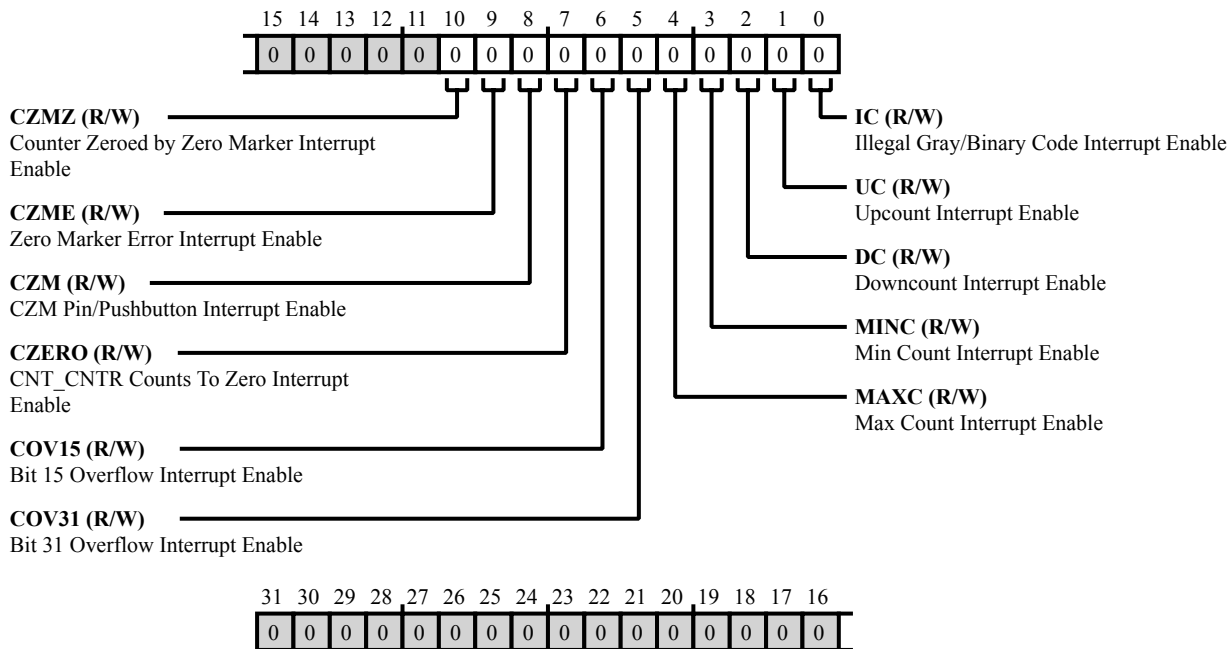 15 14 13 12 11 10 9 8 7 6 5 4 3 2 1 0
0 0 0 0 0 0 0 0 0 0 0 0 0 0 0 0
CZMZ (R/W)
Counter Zeroed by Zero Marker Interrupt
Enable
CZME (R/W)
Zero Marker Error Interrupt Enable
CZM (R/W)
CZM Pin/Pushbutton Interrupt Enable
CZERO (R/W)
CNT_CNTR Counts To Zero Interrupt
Enable
COV15 (R/W)
Bit 15 Overflow Interrupt Enable
COV31 (R/W)
Bit 31 Overflow Interrupt Enable
IC (R/W)
Illegal Gray/Binary Code Interrupt Enable
UC (R/W)
Upcount Interrupt Enable
DC (R/W)
Downcount Interrupt Enable
MINC (R/W)
Min Count Interrupt Enable
MAXC (R/W)
Max Count Interrupt Enable
31 30 29 28 27 26 25 24 23 22 21 20 19 18 17 16
0 0 0 0 0 0 0 0 0 0 0 0 0 0 0 0